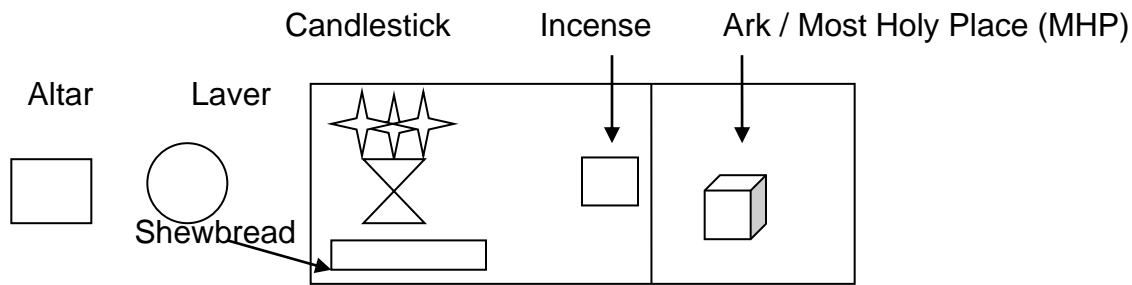 Candlestick Incense Ark / Most Holy Place (MHP)
Altar Laver
Shewbread